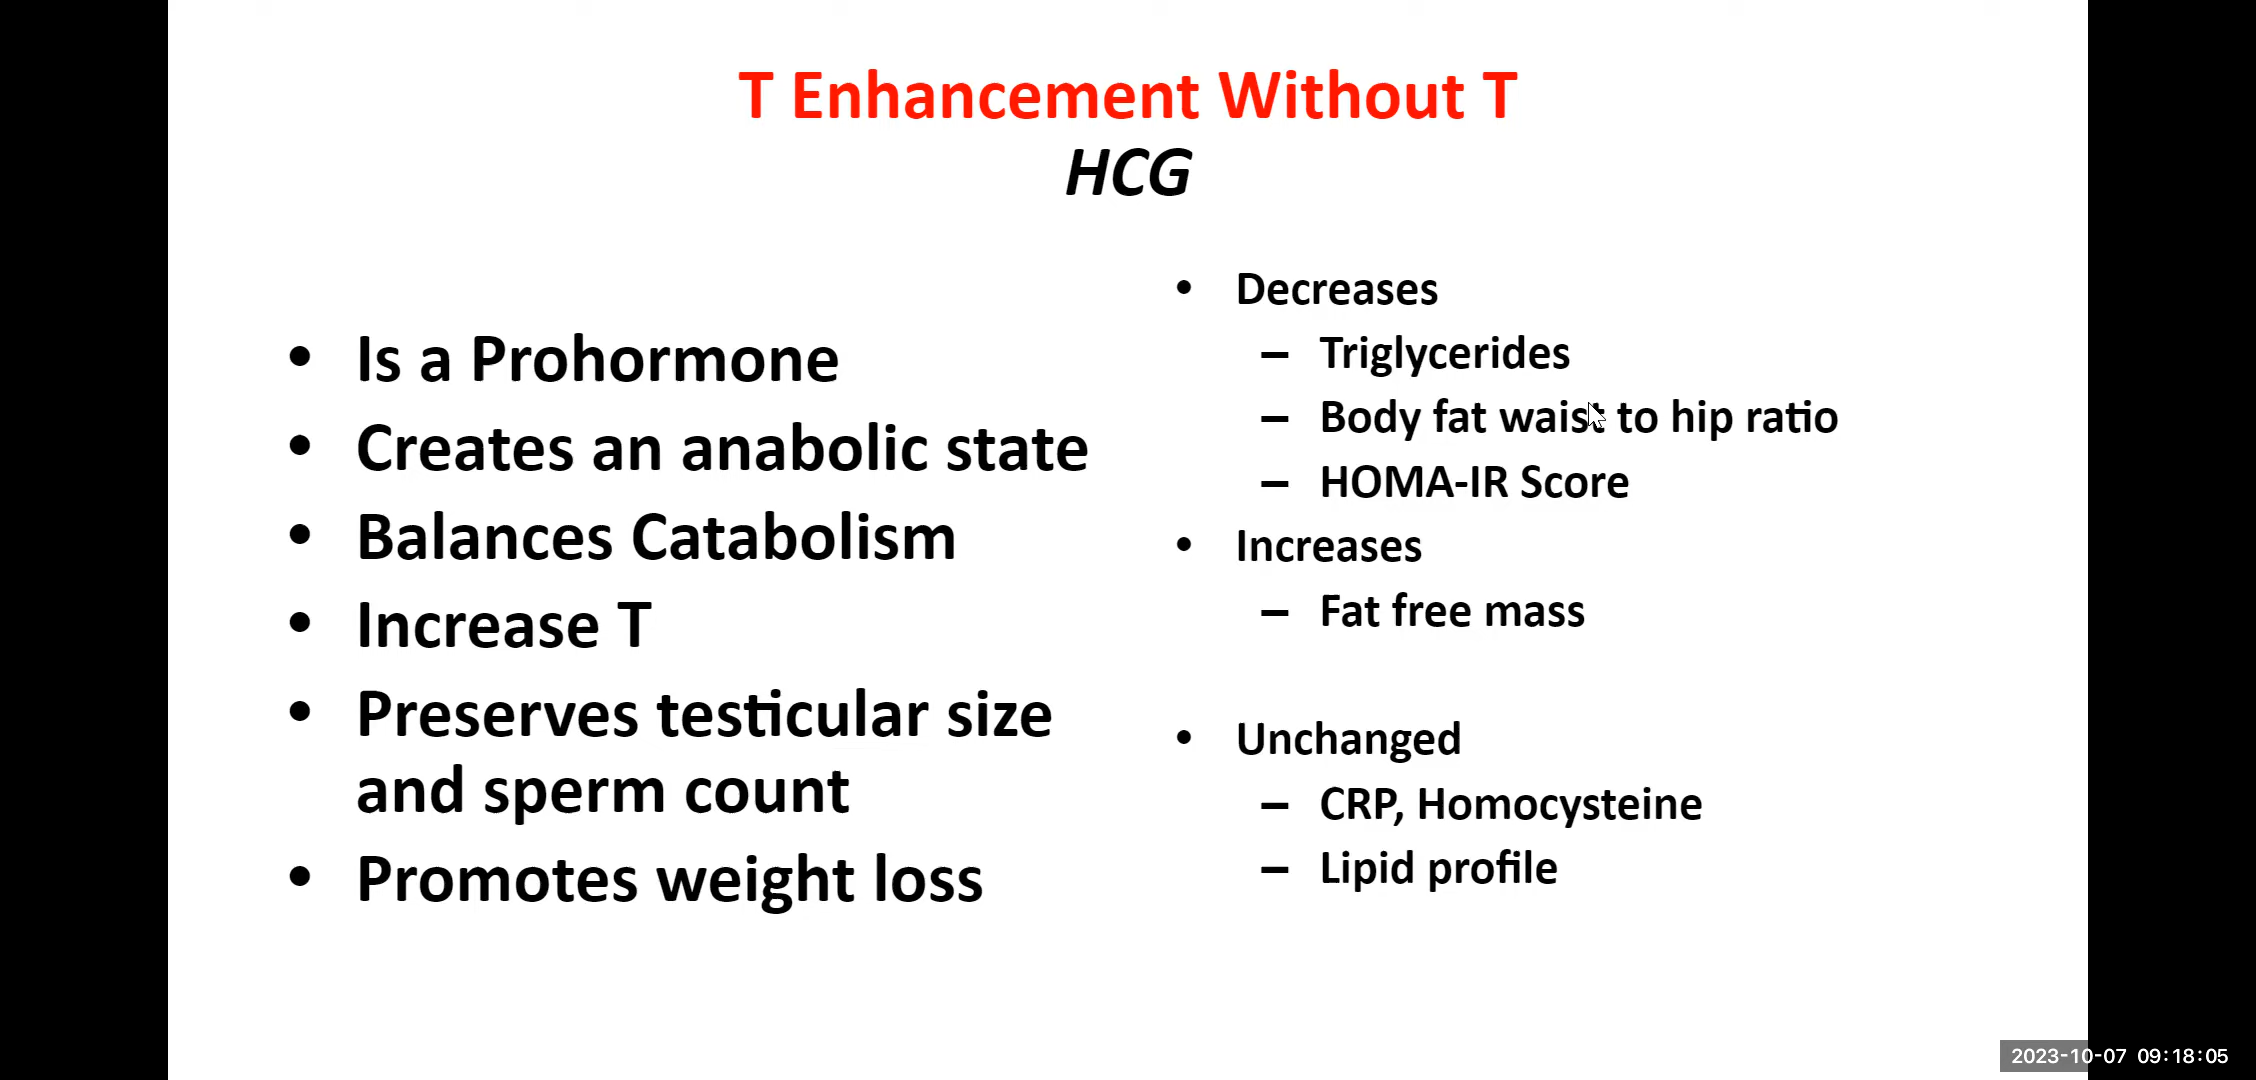 T Enhancement Without T
HCG
• Is a Prohormone
• Creates an anabolic state
• Balances Catabolism
• Increase T
• Preserves testicular size
and sperm count
• Promotes weight loss
• Decreases
– Triglycerides
– Body fat waist to hip ratio
– HOMA-IR Score
• Increases
– Fat free mass
• Unchanged
– CRP, Homocysteine
– Lipid profile
2023-10-07 09:18:05